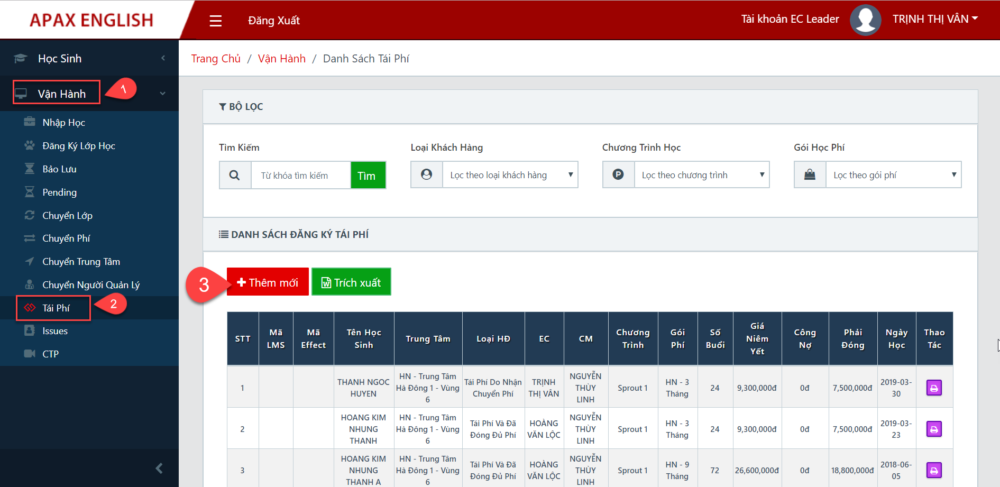 APAX ENGLISH
Đăng Xuất
Tài khoản EC Leader
TRỊNH THỊ VÂN
Học Sinh
Vận Hành
1
Nhập Học
Đăng Ký Lớp Học
Bảo Lưu
Pending
Chuyển Lớp
Chuyển Phí
Chuyển Trung Tâm
Chuyển Người Quản Lý
Tái Phí
2
Issues
CTP
Trang Chủ / Vận Hành / Danh Sách Tái Phí
BỘ LỌC
Tìm Kiếm
Từ khóa tìm kiếm
Tìm
Loại Khách Hàng
Lọc theo loại khách hàng
Chương Trình Học
P
Lọc theo chương trình
Gói Học Phí
Lọc theo gói phí
DANH SÁCH ĐĂNG KÝ TÁI PHÍ
3
Thêm mới
W
Trích xuất
STT
Mã
LMS
Mã
Effect
Tên Học
Sinh
Trung Tâm
Loại HĐ
EC
CM
Chương
Trình
Gói
Phí
Số
Buổi
Giá
Niêm
Yết
Công
Nợ
Phải
Đóng
Ngày
Học
Thao
Tác
1
THANH NGOC
HUYEN
HN - Trung Tâm
Hà Đông 1 - Vùng
6
Tái Phí Do Nhận
Chuyển Phí
TRỊNH
THỊ VÂN
NGUYỄN
THÙY
LINH
Sprout 1
HN - 3
Tháng
24
9,300,000đ
0đ
7,500,000đ
2019-03-
30
2
HOANG KIM
NHUNG
THANH
HN - Trung Tâm
Hà Đông 1 - Vùng
6
Tái Phí Và Đã
Đóng Đủ Phí
HOÀNG
VĂN LỘC
NGUYỄN
THÙY
LINH
Sprout 1
HN - 3
Tháng
24
9,300,000đ
0đ
7,500,000đ
2019-03-
23
3
HOANG KIM
NHUNG
THANH A
HN - Trung Tâm
Hà Đông 1 - Vùng
6
Tái Phí Và Đã
Đóng Đủ Phí
HOÀNG
VĂN LỘC
NGUYỄN
THÙY
LINH
Sprout 1
HN - 9
Tháng
72
26,600,000đ
0đ
18,800,000đ
2018-06-
05